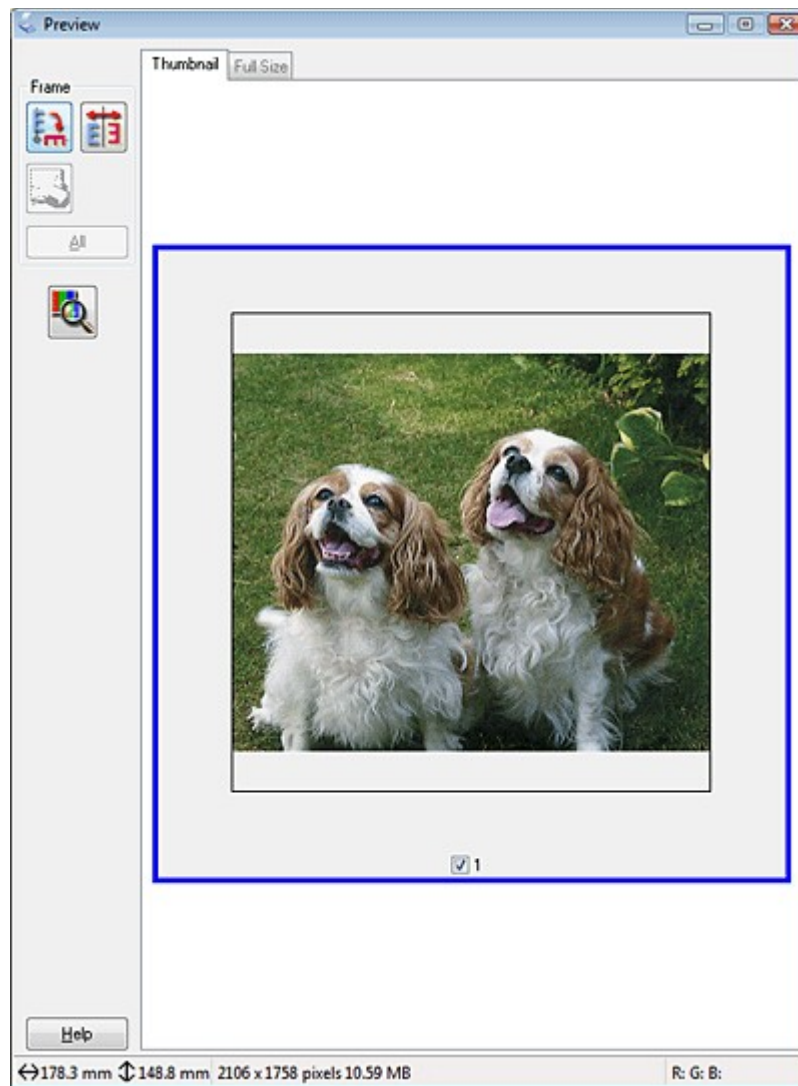 Preview
Thumbnail Full Size
Frame
All
1
Help
178.3 mm 148.8 mm 2106 x 1758 pixels 10.59 MB R: G: B: